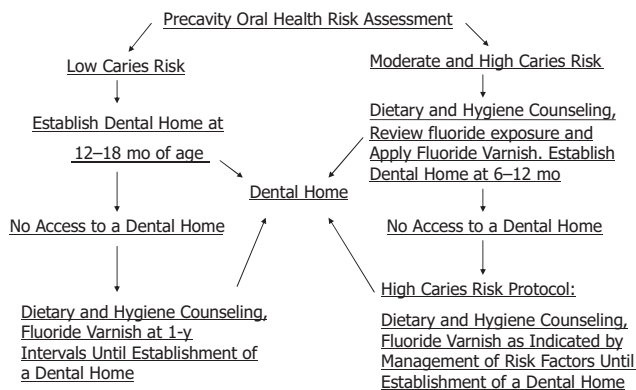 Precavity Oral Health Risk Assessment
Low Caries Risk
Establish Dental Home at
12–18 mo of age
No Access to a Dental Home
Dietary and Hygiene Counseling,
Fluoride Varnish at 1-y
Intervals Until Establishment of
a Dental Home
Dental Home
Moderate and High Caries Risk
Dietary and Hygiene Counseling,
Review fluoride exposure and
Apply Fluoride Varnish. Establish
Dental Home at 6–12 mo
No Access to a Dental Home
High Caries Risk Protocol:
Dietary and Hygiene Counseling,
Fluoride Varnish as Indicated by
Management of Risk Factors Until
Establishment of a Dental Home